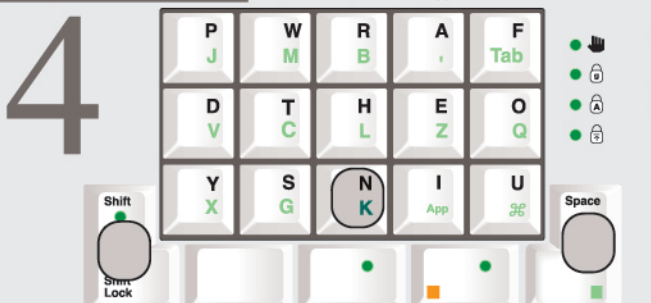 4
P W R A F
J M B , Tab
D T H E O
V C L Z Q
Y S N I U
X G K App ⌘
Shift
Space
Shift
Lock